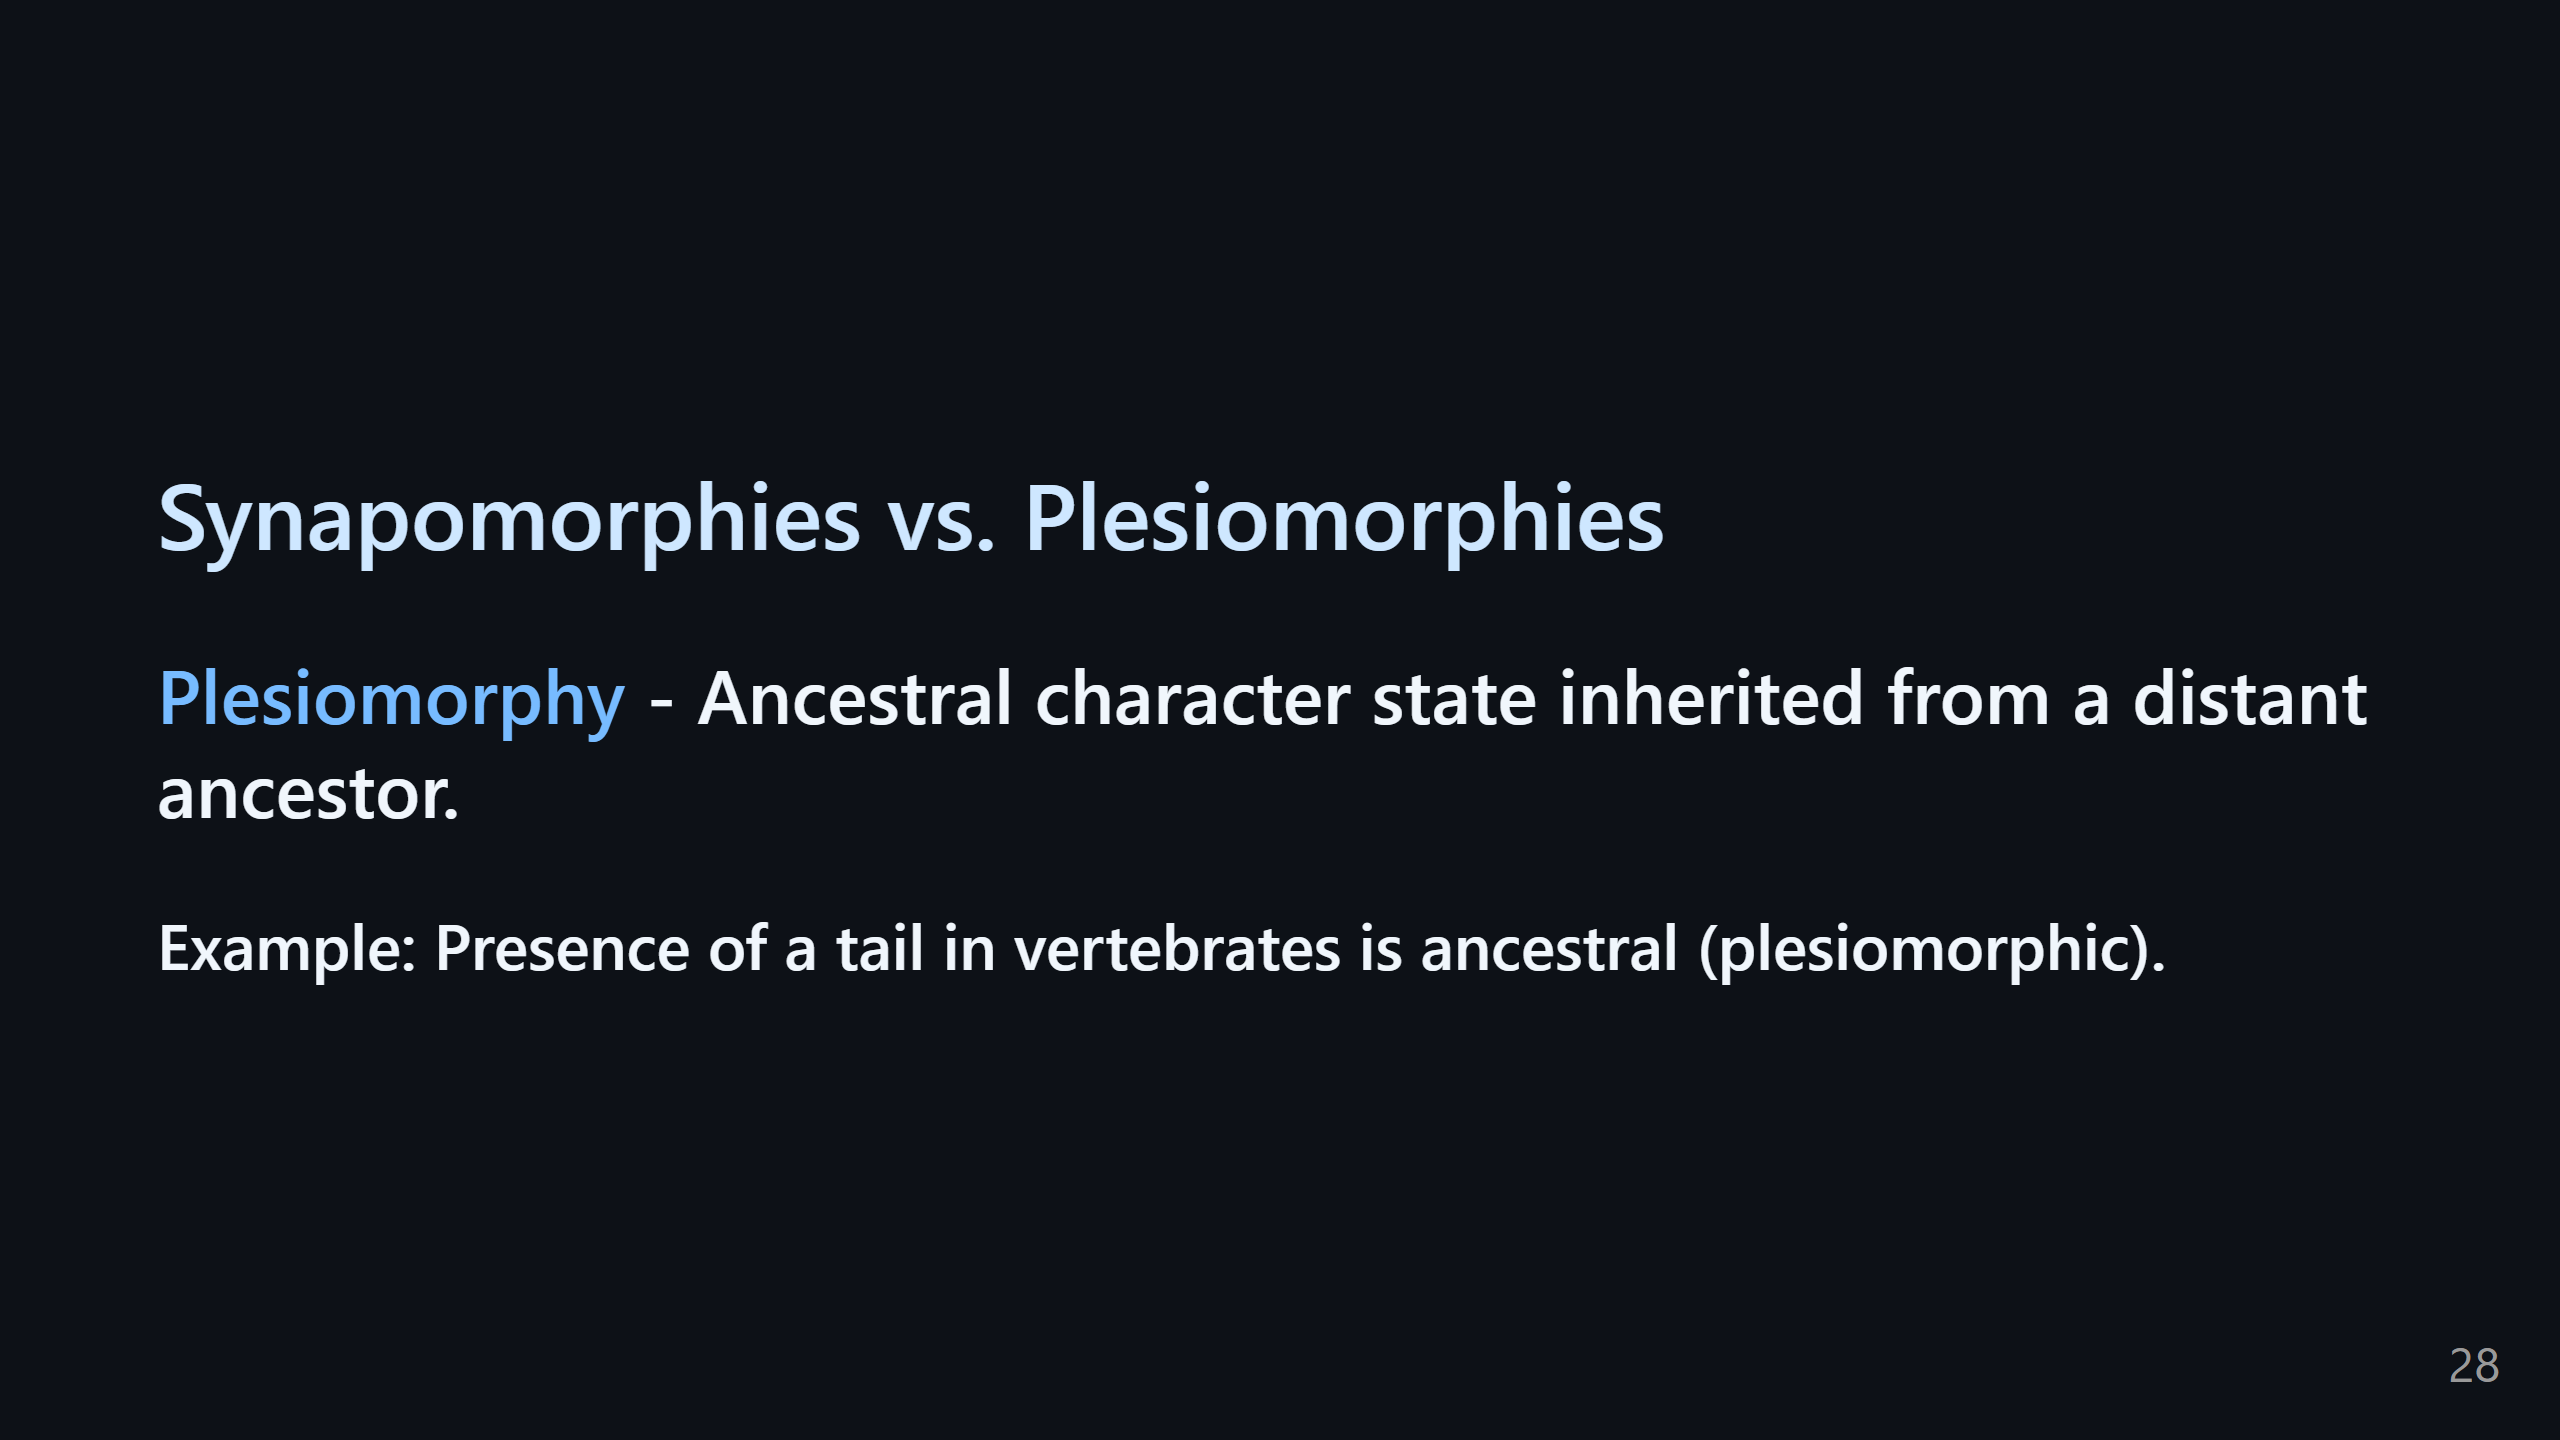 Synapomorphies vs. Plesiomorphies
Plesiomorphy - Ancestral character state inherited from a distant
ancestor.
Example: Presence of a tail in vertebrates is ancestral (plesiomorphic).
28